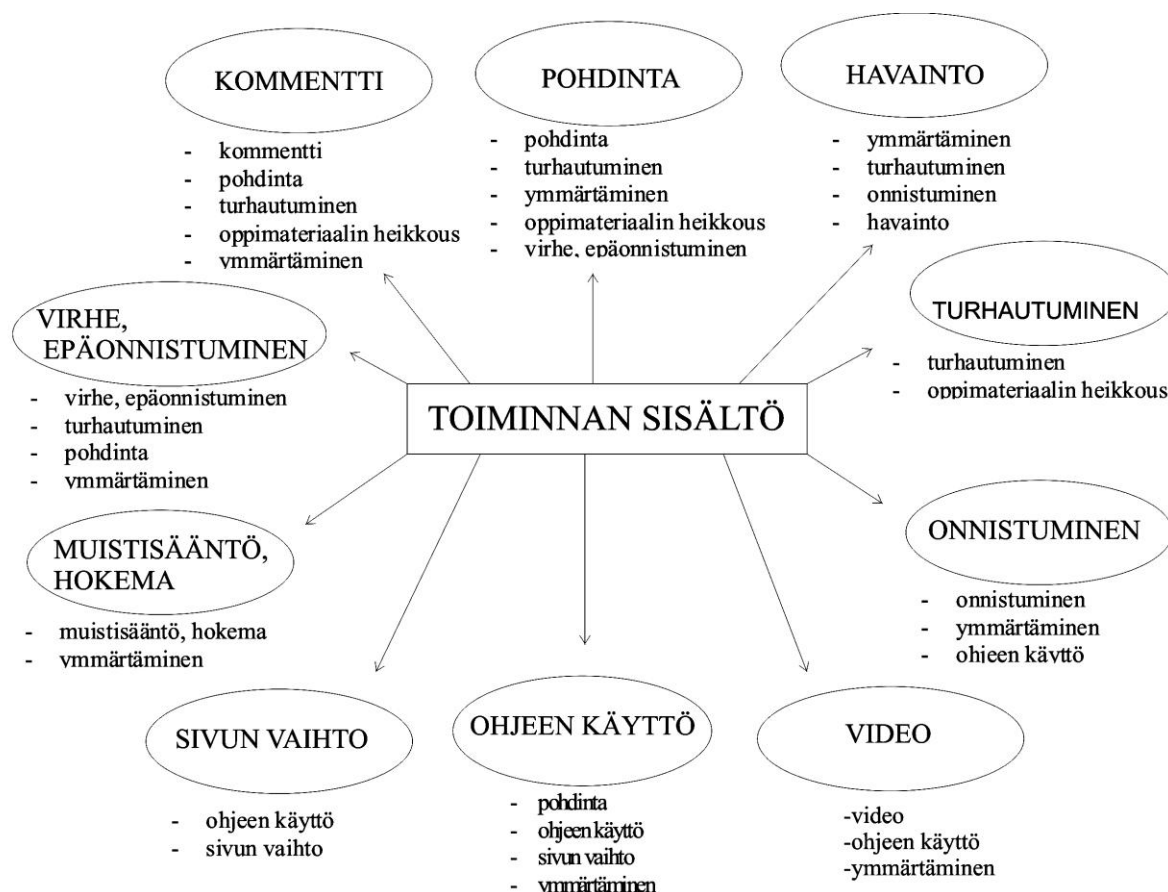 KOMMENTTI
- kommentti
- pohdinta
- turhautuminen
- oppimateriaalin heikkous
- ymmärtäminen
POHDINTA
- pohdinta
- turhautuminen
- ymmärtäminen
- oppimateriaalin heikkous
- virhe, epäonnistuminen
HAVAINTO
- ymmärtäminen
- turhautuminen
- onnistuminen
- havainto
VIRHE,
EPÄONNISTUMINEN
- virhe, epäonnistuminen
- turhautuminen
- pohdinta
- ymmärtäminen
TURHAUTUMINEN
- turhautuminen
- oppimateriaalin heikkous
TOIMINNAN SISÄLTÖ
MUISTISÄÄNTÖ,
HOKEMA
- muistisääntö, hokema
- ymmärtäminen
ONNISTUMINEN
- onnistuminen
- ymmärtäminen
- ohjeen käyttö
SIVUN VAIHTO
- ohjeen käyttö
- sivun vaihto
OHJEEN KÄYTTÖ
- pohdinta
- ohjeen käyttö
- sivun vaihto
- ymmärtäminen
VIDEO
-video
-ohjeen käyttö
-ymmärtäminen